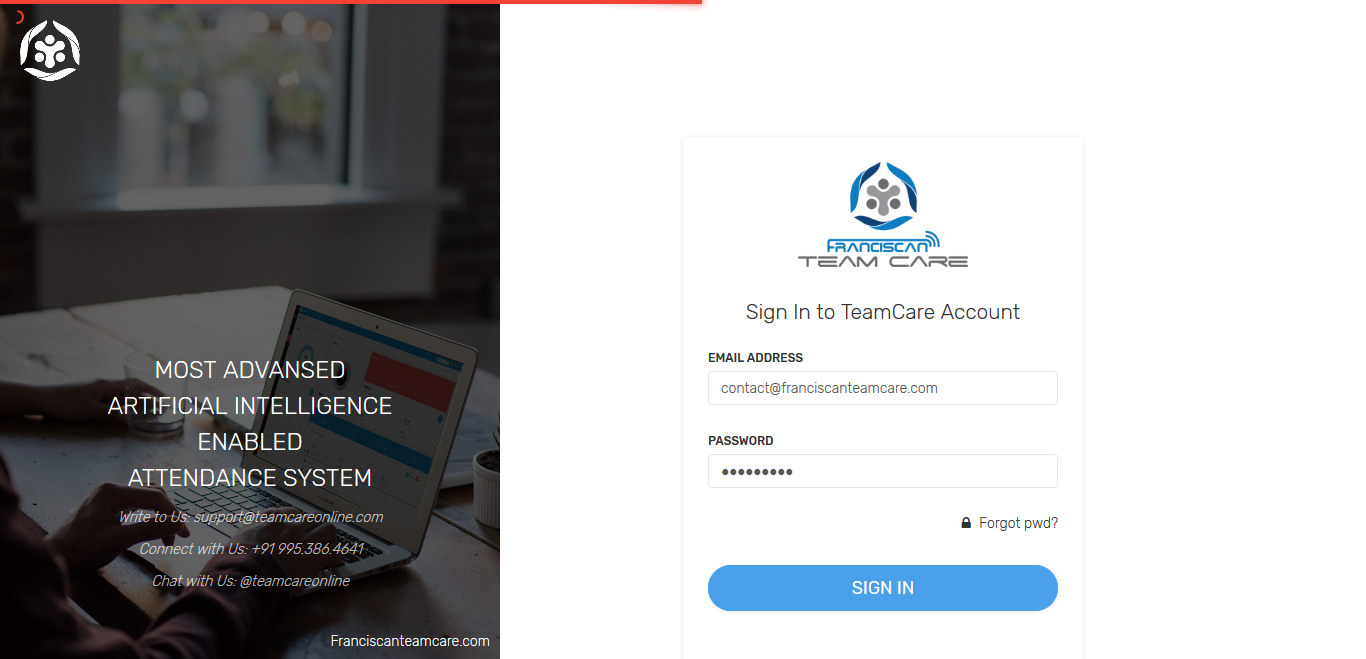 MOST ADVANSED
ARTIFICIAL INTELLIGENCE
ENABLED
ATTENDANCE SYSTEM
Write to Us: support@teamcareonline.com
Connect with Us: +91 995.386.4641
Chat with Us: @teamcareonline
Franciscanteamcare.com
FRANCISCAN
TEAM CARE
Sign In to TeamCare Account
EMAIL ADDRESS
contact@franciscanteamcare.com
PASSWORD
•••••••••
Forgot pwd?
SIGN IN